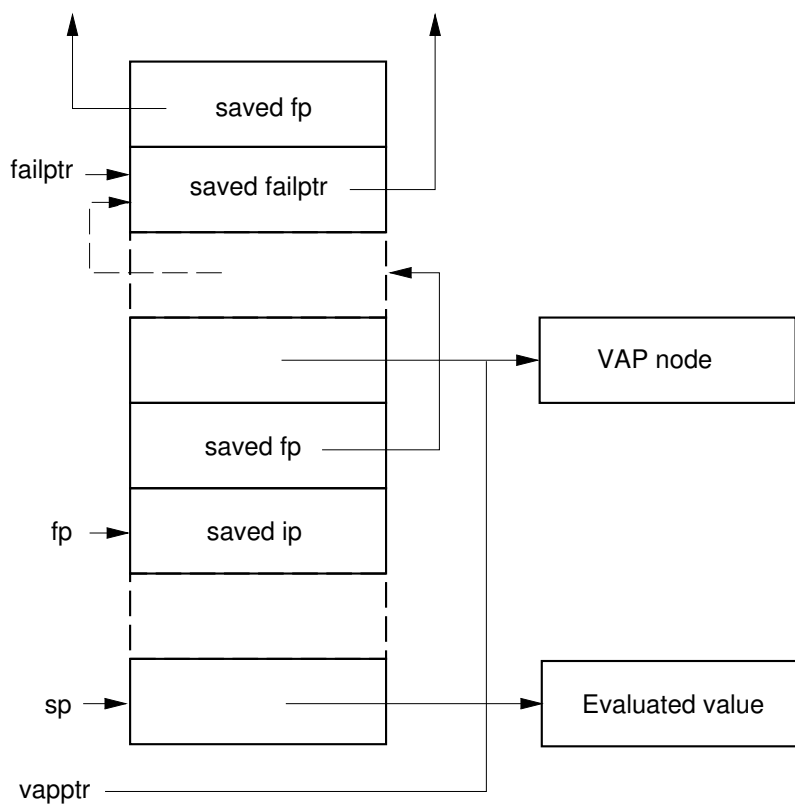 saved fp
failptr
saved failptr
VAP node
saved fp
fp
saved ip
sp
Evaluated value
vapptr